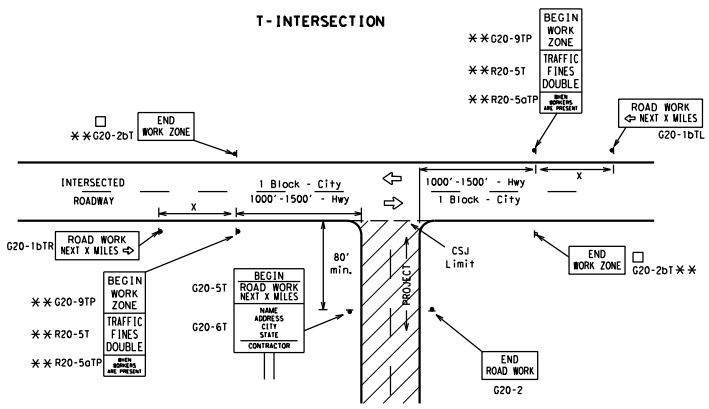 T-INTERSECTION
BEGIN
WORK
ZONE
TRAFFIC
FINES
DOUBLE
WHEN
WORKERS
ARE PRESENT
✳✳G20-9TP
✳✳R20-5T
✳✳R20-5aTP
ROAD WORK
⇦ NEXT X MILES
G20-1bTL
END
WORK ZONE
□
✳✳G20-2bT
INTERSECTED
ROADWAY
1 Block - City
1000'-1500' - Hwy
⇦
⇨
1000'-1500' - Hwy
1 Block - City
X
X
G20-1bTR
ROAD WORK
NEXT X MILES ⇨
✳✳G20-9TP
✳✳R20-5T
✳✳R20-5aTP
BEGIN
WORK
ZONE
TRAFFIC
FINES
DOUBLE
WHEN
WORKERS
ARE PRESENT
G20-5T
G20-6T
BEGIN
ROAD WORK
NEXT X MILES
NAME
ADDRESS
CITY
STATE
CONTRACTOR
80'
min.
PROJECT
CSJ
Limit
END
WORK ZONE
□
G20-2bT ✳✳
END
ROAD WORK
G20-2